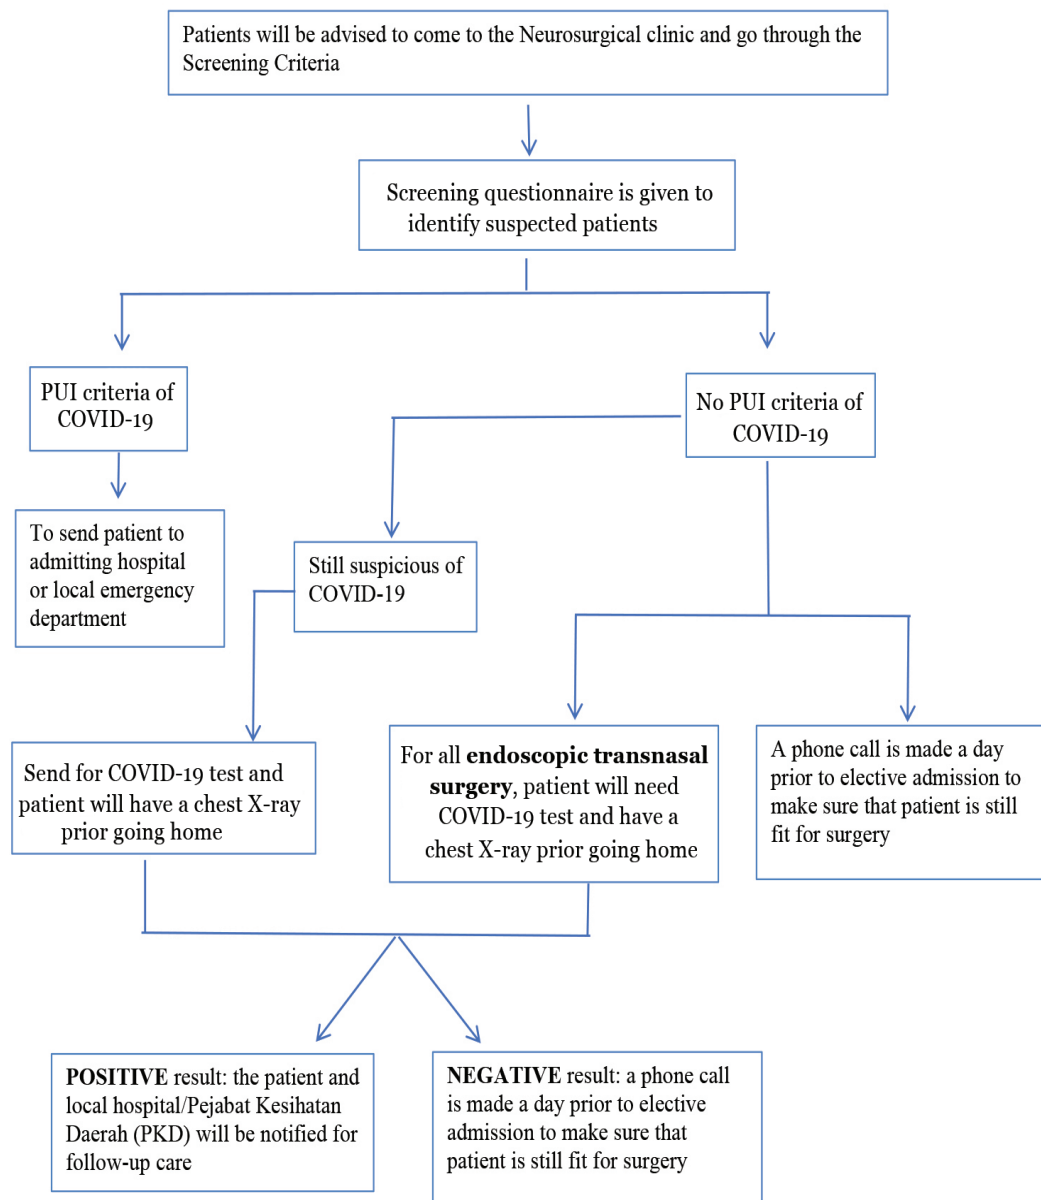 Patients will be advised to come to the Neurosurgical clinic and go through the
Screening Criteria
Screening questionnaire is given to
identify suspected patients
PUI criteria of
COVID-19
No PUI criteria of
COVID-19
To send patient to
admitting hospital
or local emergency
department
Still suspicious of
COVID-19
Send for COVID-19 test and
patient will have a chest X-ray
prior going home
For all endoscopic transnasal
surgery, patient will need
COVID-19 test and have a
chest X-ray prior going home
A phone call is made a day
prior to elective admission to
make sure that patient is still
fit for surgery
POSITIVE result: the patient and
local hospital/Pejabat Kesihatan
Daerah (PKD) will be notified for
follow-up care
NEGATIVE result: a phone call
is made a day prior to elective
admission to make sure that
patient is still fit for surgery